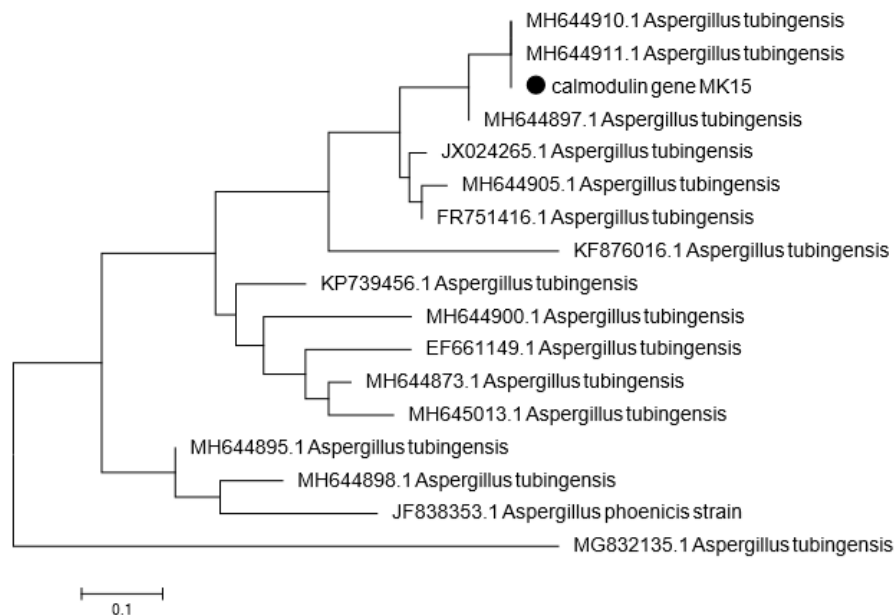 MH644910.1 Aspergillus tubingensis
MH644911.1 Aspergillus tubingensis
calmodulin gene MK15
MH644897.1 Aspergillus tubingensis
JX024265.1 Aspergillus tubingensis
MH644905.1 Aspergillus tubingensis
FR751416.1 Aspergillus tubingensis
KF876016.1 Aspergillus tubingensis
KP739456.1 Aspergillus tubingensis
MH644900.1 Aspergillus tubingensis
EF661149.1 Aspergillus tubingensis
MH644873.1 Aspergillus tubingensis
MH645013.1 Aspergillus tubingensis
MH644895.1 Aspergillus tubingensis
MH644898.1 Aspergillus tubingensis
JF838353.1 Aspergillus phoenicis strain
MG832135.1 Aspergillus tubingensis
0.1